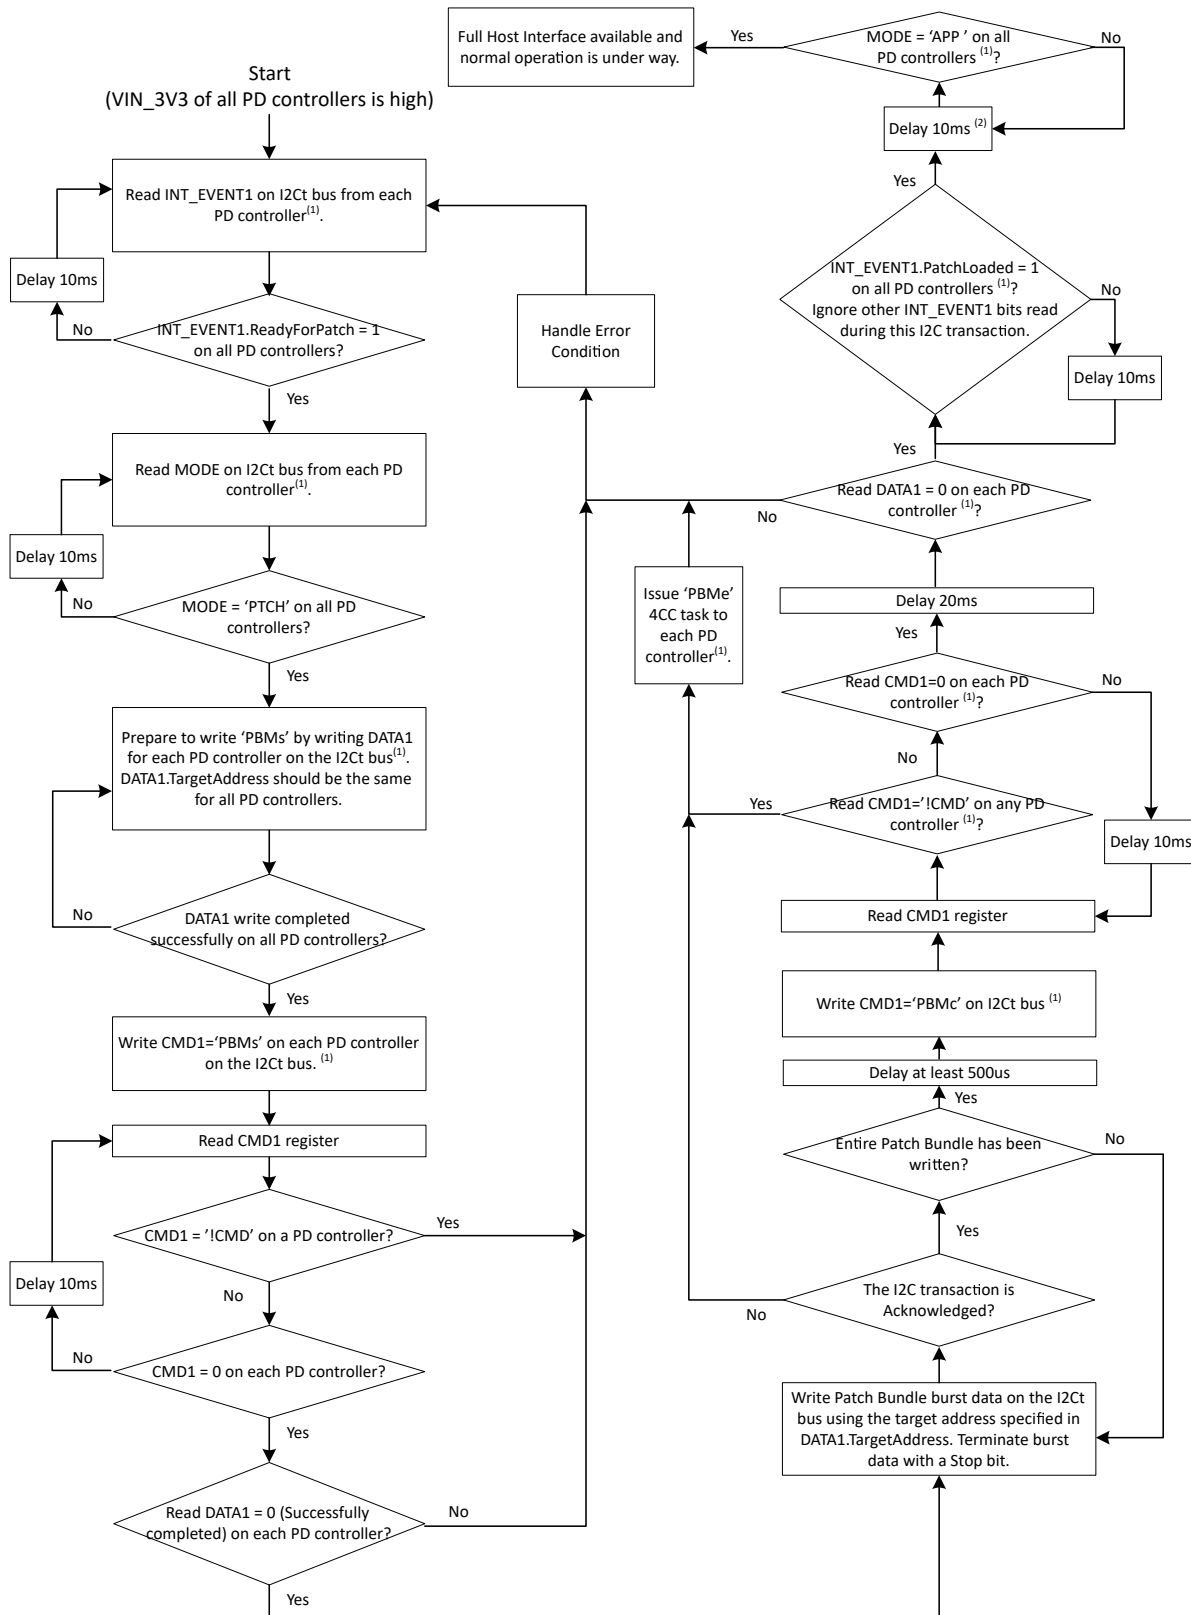 Start
(VIN_3V3 of all PD controllers is high)
Read INT_EVENT1 on I2Ct bus from each
PD controller(1).
Delay 10ms
No
INT_EVENT1.ReadyForPatch = 1
on all PD controllers?
Yes
Read MODE on I2Ct bus from each PD
controller(1).
Delay 10ms
No
MODE = 'PTCH' on all PD
controllers?
Yes
Prepare to write 'PBMs' by writing DATA1
for each PD controller on the I2Ct bus(1).
DATA1.TargetAddress should be the same
for all PD controllers.
No
DATA1 write completed
successfully on all PD controllers?
Yes
Write CMD1='PBMs' on each PD controller
on the I2Ct bus. (1)
Read CMD1 register
CMD1 = '!CMD' on a PD controller?
Yes
Delay 10ms
No
No
CMD1 = 0 on each PD controller?
Yes
Read DATA1 = 0 (Successfully
completed) on each PD controller?
No
Yes
Handle Error
Condition
Issue 'PBMe'
4CC task to
each PD
controller(1).
Full Host Interface available and
normal operation is under way.
Yes
MODE = 'APP ' on all
PD controllers (1)?
No
Delay 10ms (2)
Yes
INT_EVENT1.PatchLoaded = 1
on all PD controllers (1)?
Ignore other INT_EVENT1 bits read
during this I2C transaction.
No
Delay 10ms
Yes
Read DATA1 = 0 on each PD
controller (1)?
No
Delay 20ms
Yes
Read CMD1=0 on each PD
controller (1)?
No
No
Yes
Read CMD1='!CMD' on any PD
controller (1)?
Delay 10ms
Read CMD1 register
Write CMD1='PBMc' on I2Ct bus (1)
Delay at least 500us
Yes
Entire Patch Bundle has been
written?
No
Yes
The I2C transaction is
Acknowledged?
No
Write Patch Bundle burst data on the I2Ct
bus using the target address specified in
DATA1.TargetAddress. Terminate burst
data with a Stop bit.